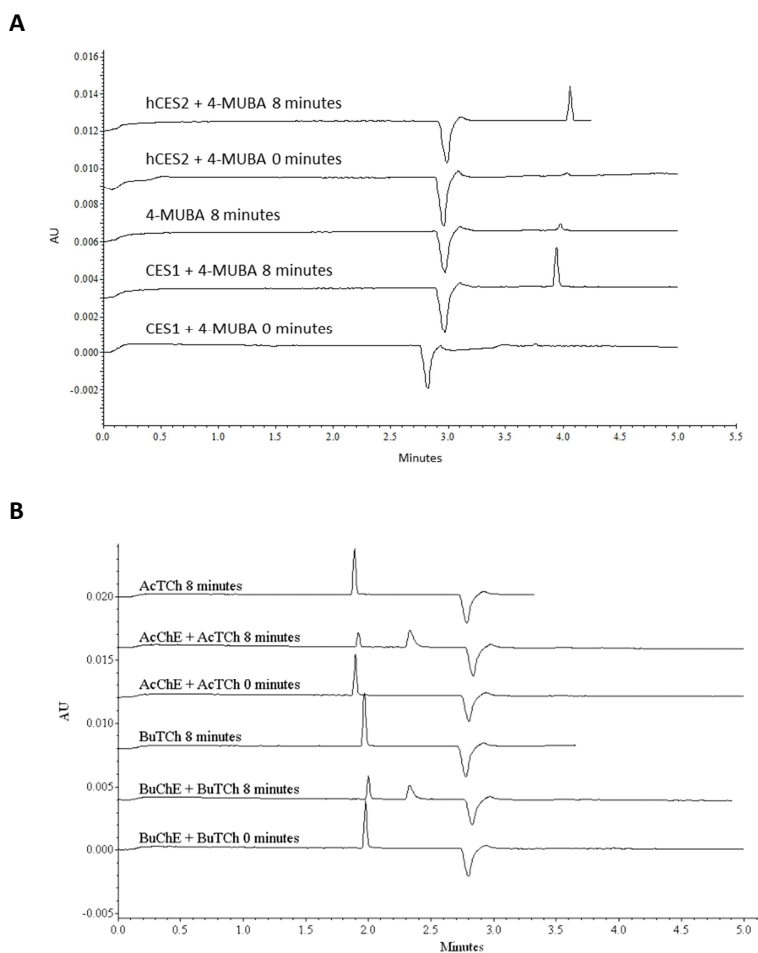 A
0.016
0.014
hCES2 + 4-MUBA 8 minutes
0.012
hCES2 + 4-MUBA 0 minutes
0.010
0.008
4-MUBA 8 minutes
AU
0.006
CES1 + 4-MUBA 8 minutes
0.004
0.002
CES1 + 4-MUBA 0 minutes
0.000
-0.002
0.0 0.5 1.0 1.5 2.0 2.5 3.0 3.5 4.0 4.5 5.0 5.5
Minutes
B
AcTCh 8 minutes
0.020
AcChE + AcTCh 8 minutes
0.015
AcChE + AcTCh 0 minutes
AU
0.010
BuTCh 8 minutes
0.005
BuChE + BuTCh 8 minutes
BuChE + BuTCh 0 minutes
0.000
-0.005
0.0 0.5 1.0 1.5 2.0 2.5 3.0 3.5 4.0 4.5 5.0
Minutes